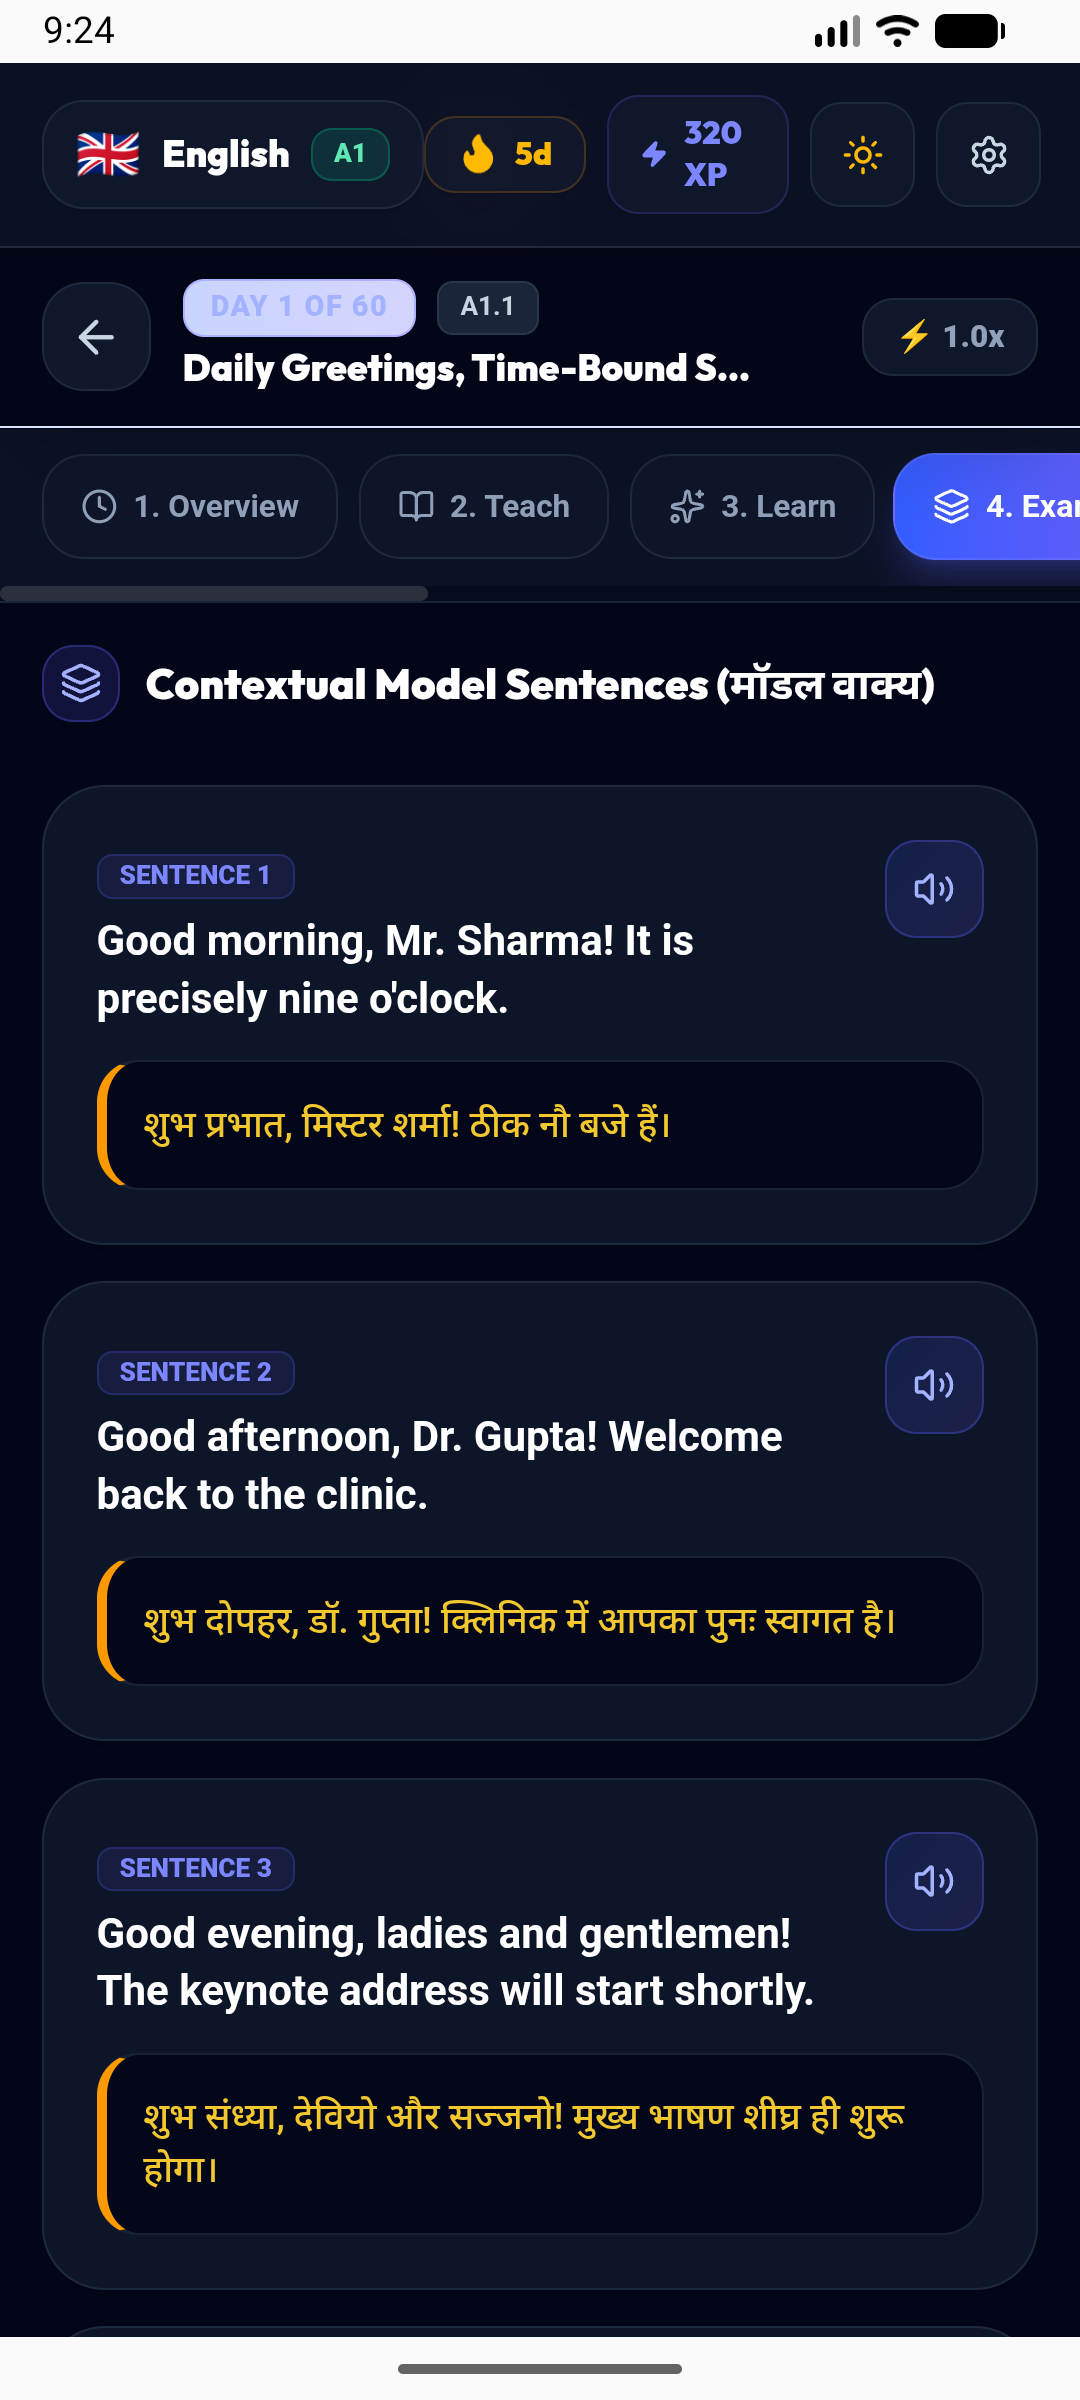 9:24
English A1
5d
320
XP
DAY 1 OF 60
A1.1
Daily Greetings, Time-Bound S...
1.0x
1. Overview
2. Teach
3. Learn
4. Exar
Contextual Model Sentences (मॉडल वाक्य)
SENTENCE 1
Good morning, Mr. Sharma! It is
precisely nine o'clock.
शुभ प्रभात, मिस्टर शर्मा! ठीक नौ बजे हैं।
SENTENCE 2
Good afternoon, Dr. Gupta! Welcome
back to the clinic.
शुभ दोपहर, डॉ. गुप्ता! क्लिनिक में आपका पुनः स्वागत है।
SENTENCE 3
Good evening, ladies and gentlemen!
The keynote address will start shortly.
शुभ संध्या, देवियो और सज्जनो! मुख्य भाषण शीघ्र ही शुरू
होगा।